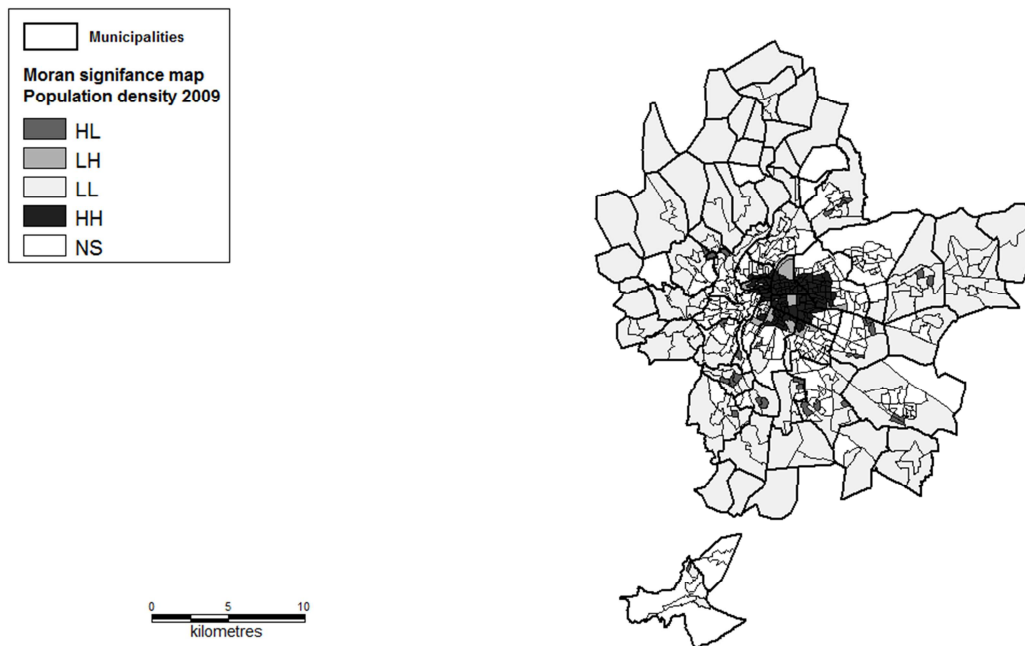 Municipalities
Moran signifance map
Population density 2009
HL
LH
LL
HH
NS
0 5 10
kilometres